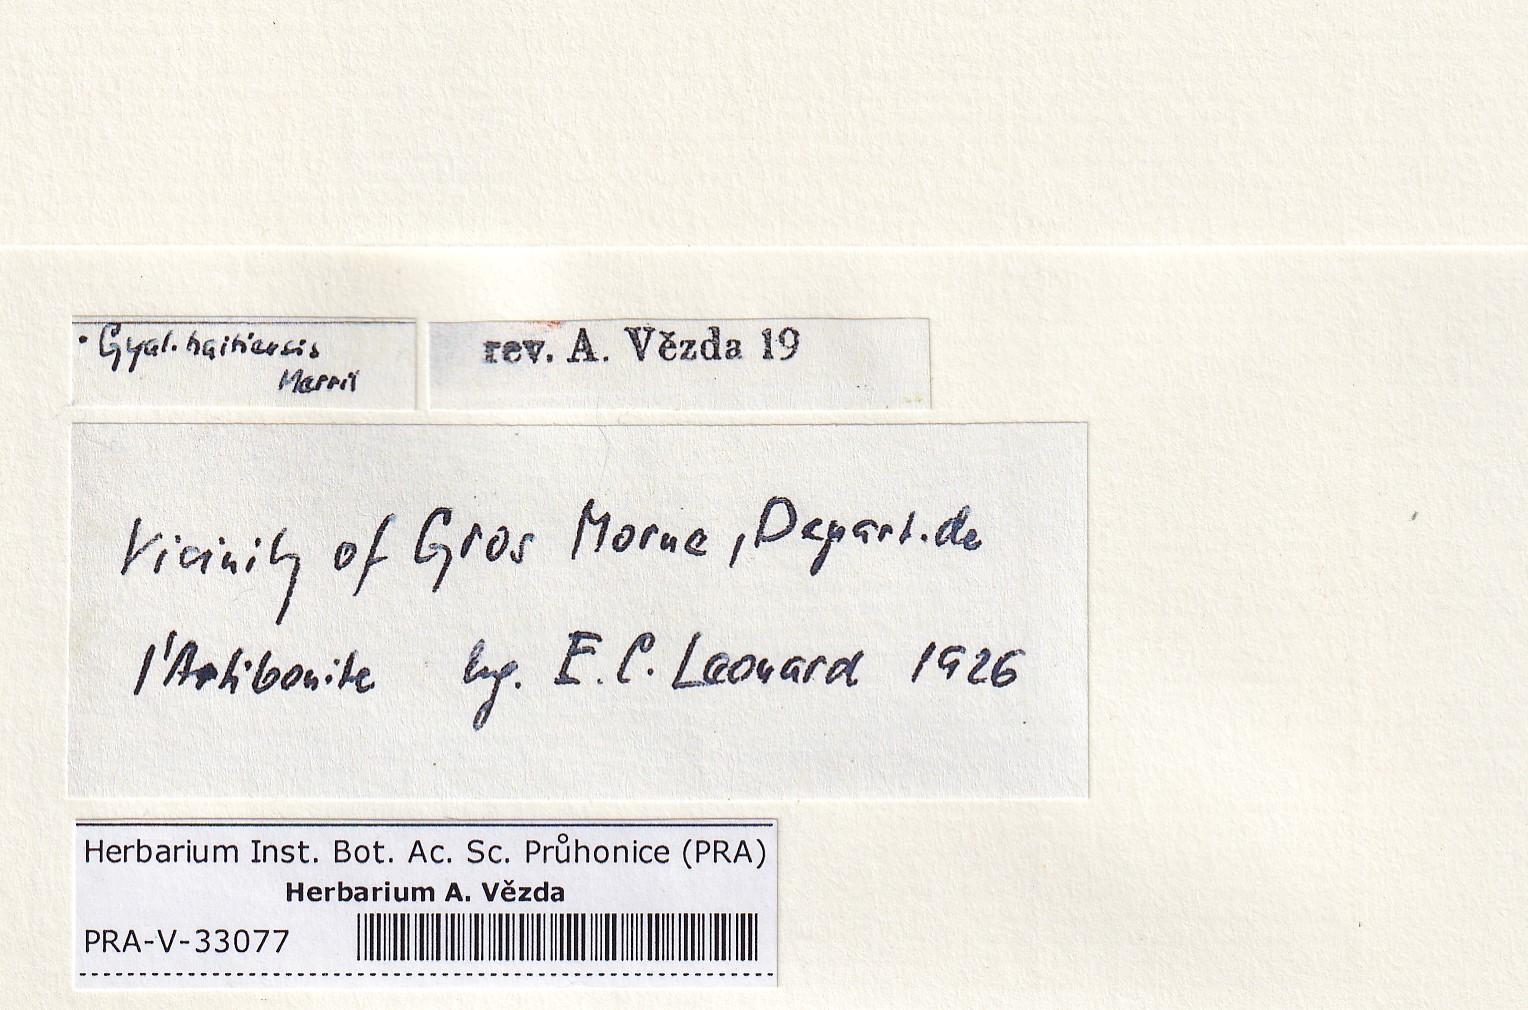 · Gyal. haitiensis
Merril
rev. A. Vězda 19
Vicinity of Gros Morne, Depart. de
l'Artibonite leg. E. C. Leonard 1926
Herbarium Inst. Bot. Ac. Sc. Průhonice (PRA)
Herbarium A. Vězda
PRA-V-33077